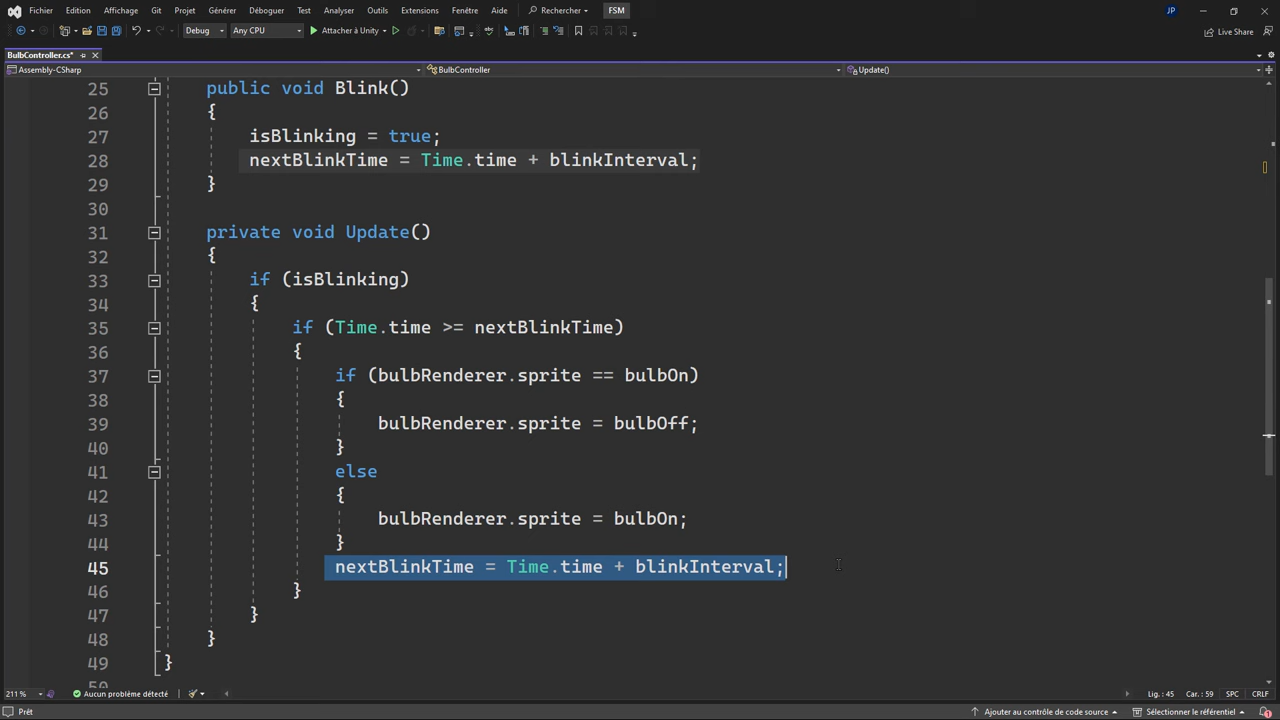 Fichier Edition Affichage Git Projet Générer Déboguer Test Analyser Outils Extensions Fenêtre Aide Rechercher FSM JP
Debug Any CPU Attacher à Unity Live Share
BulbController.cs*
Assembly-CSharp BulbController Update()
25 public void Blink()
26 {
27 isBlinking = true;
28 nextBlinkTime = Time.time + blinkInterval;
29 }
30
31 private void Update()
32 {
33 if (isBlinking)
34 {
35 if (Time.time >= nextBlinkTime)
36 {
37 if (bulbRenderer.sprite == bulbOn)
38 {
39 bulbRenderer.sprite = bulbOff;
40 }
41 else
42 {
43 bulbRenderer.sprite = bulbOn;
44 }
45 nextBlinkTime = Time.time + blinkInterval;
46 }
47 }
48 }
49 }
50
211 % Aucun problème détecté Lig. : 45 Car. : 59 SPC CRLF
Prêt Ajouter au contrôle de code source Sélectionner le référentiel 1